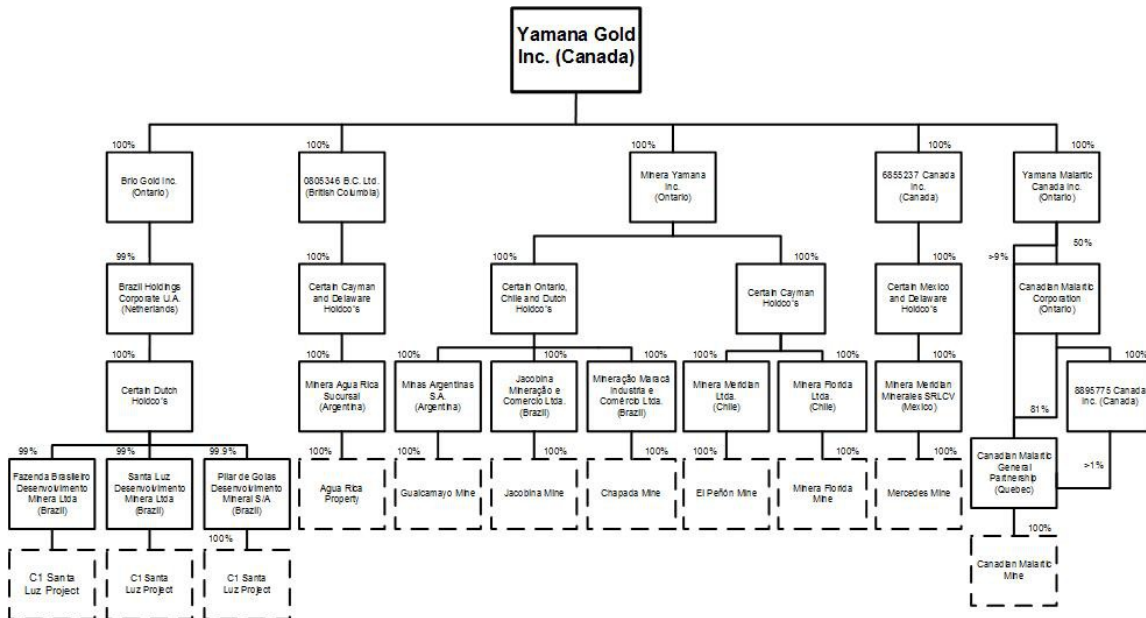 Yamana Gold
Inc. (Canada)
100%
100%
100%
100%
100%
Brio Gold Inc.
(Ontario)
0805346 B.C. Ltd.
(British Columbia)
Minera Yamana
Inc.
(Ontario)
6855237 Canada
Inc.
(Canada)
Yamana Malartic
Canada Inc.
(Ontario)
99%
100%
100%
100%
100%
>9%
50%
Brazil Holdings
Corporate U.A.
(Netherlands)
Certain Cayman
and Delaware
Holdco's
Certain Ontario,
Chile and Dutch
Holdco's
Certain Cayman
Holdco's
Certain Mexico
and Delaware
Holdco's
Canadian Malartic
Corporation
(Ontario)
100%
100%
100%
100%
100%
100%
100%
100%
100%
Certain Dutch
Holdco's
Minera Agua Rica
Sucursal
(Argentina)
Minas Argentinas
S.A.
(Argentina)
Jacobina
Mineração e
Comercio Ltda.
(Brazil)
Mineração Maracá
Industria e
Comércio Ltda.
(Brazil)
Minera Meridian
Ltda.
(Chile)
Minera Florida
Ltda.
(Chile)
Minera Meridian
Minerales SRLCV
(Mexico)
8895775 Canada
Inc. (Canada)
81%
>1%
99%
99%
99.9%
100%
100%
100%
100%
100%
100%
100%
Fazenda Brasileiro
Desenvolvimento
Minera Ltda
(Brazil)
Santa Luz
Desenvolvimento
Minera Ltda
(Brazil)
Pilar de Goias
Desenvolvimento
Mineral S/A
(Brazil)
Agua Rica
Property
Gualcamayo Mine
Jacobina Mine
Chapada Mine
El Peñón Mine
Minera Florida
Mine
Mercedes Mine
Canadian Malartic
General
Partnership
(Quebec)
100%
100%
C1 Santa
Luz Project
C1 Santa
Luz Project
C1 Santa
Luz Project
Canadian Malartic
Mine